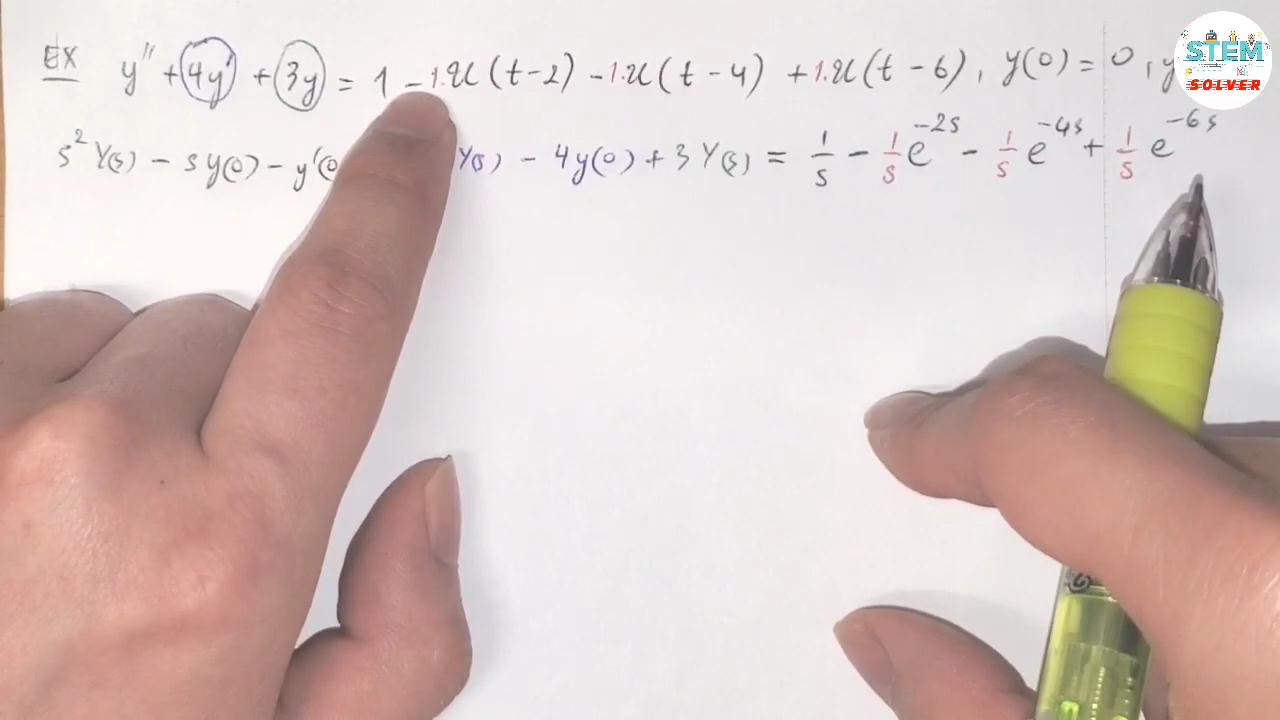 EX y'' + 4y' + 3y = 1 - 1.u(t-2) - 1.u(t-4) + 1.u(t-6), y(0) = 0, y
s² Y(s) - sy(0) - y'(0 Y(s) - 4y(0) + 3Y(s) = 1/s - 1/s e^{-2s} - 1/s e^{-4s} + 1/s e^{-6s}
STEM
SOLVER